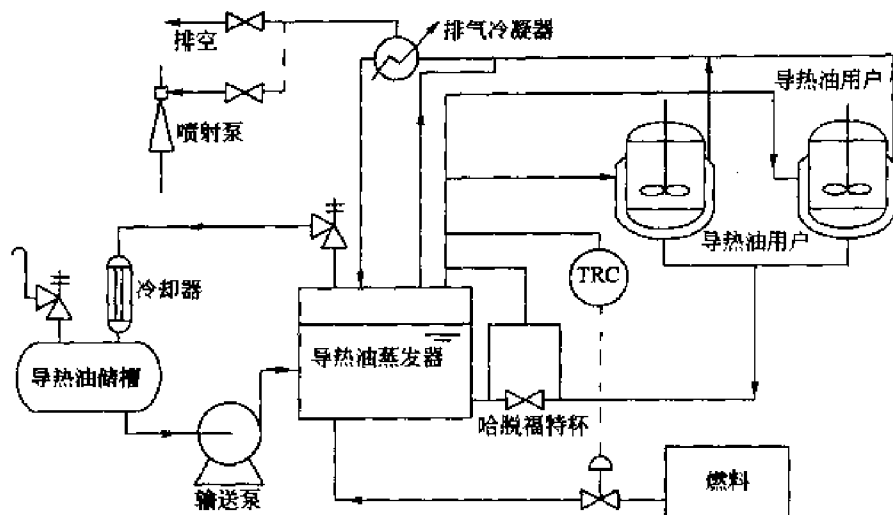 排空
排气冷凝器
导热油用户
喷射泵
导热油用户
冷却器
TRC
导热油储槽
导热油蒸发器
哈脱福特杯
输送泵
燃料